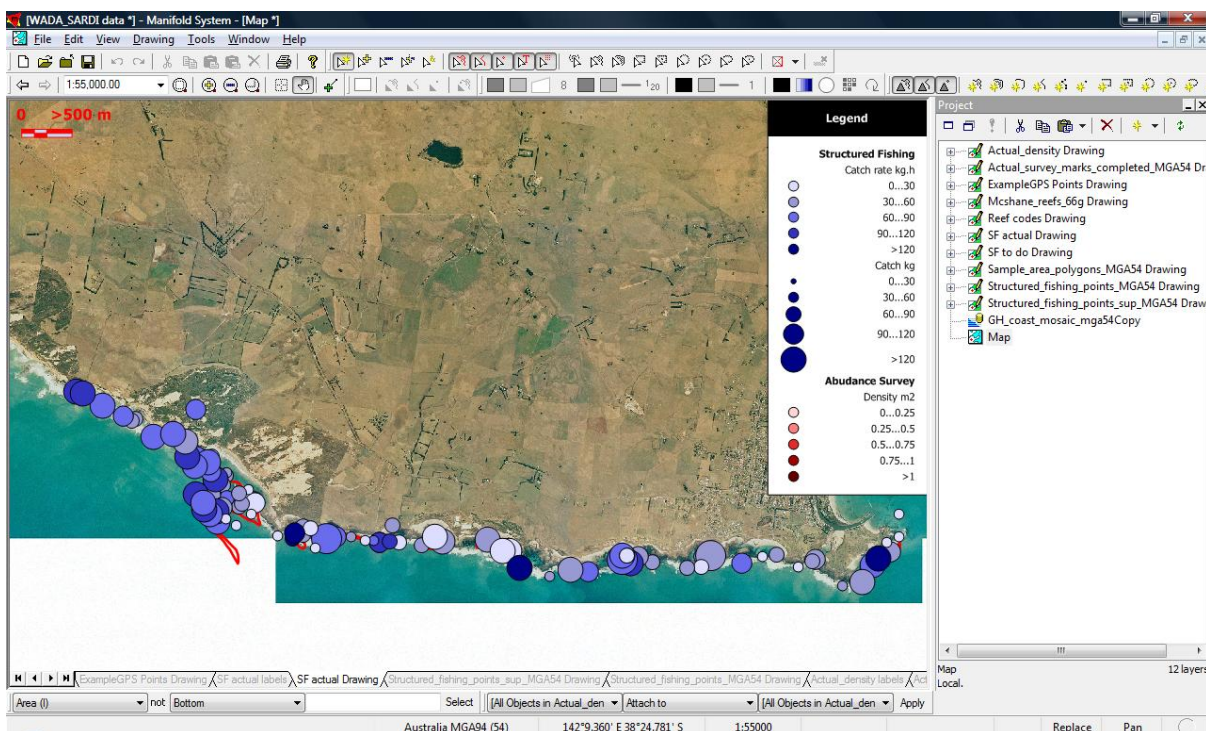 [WADA_SARDI data *] - Manifold System - [Map *]
File Edit View Drawing Tools Window Help
1:55,000.00
8
1 20
1
0 >500 m
Legend
Structured Fishing
Catch rate kg.h
0...30
30...60
60...90
90...120
>120
Catch kg
0...30
30...60
60...90
90...120
>120
Abudance Survey
Density m2
0...0.25
0.25...0.5
0.5...0.75
0.75...1
>1
Project
Actual_density Drawing
Actual_survey_marks_completed_MGA54 Dr
ExampleGPS Points Drawing
Mcshane_reefs_66g Drawing
Reef codes Drawing
SF actual Drawing
SF to do Drawing
Sample_area_polygons_MGA54 Drawing
Structured_fishing_points_MGA54 Drawing
Structured_fishing_points_sup_MGA54 Draw
GH_coast_mosaic_mga54Copy
Map
Map 12 layers
Local.
ExampleGPS Points Drawing SF actual labels SF actual Drawing Structured_fishing_points_sup_MGA54 Drawing Structured_fishing_points_MGA54 Drawing Actual_density labels Act
Area (I) not Bottom Select [All Objects in Actual_den Attach to [All Objects in Actual_den Apply
Australia MGA94 (54) 142°9.360' E 38°24.781' S 1:55000 Replace Pan